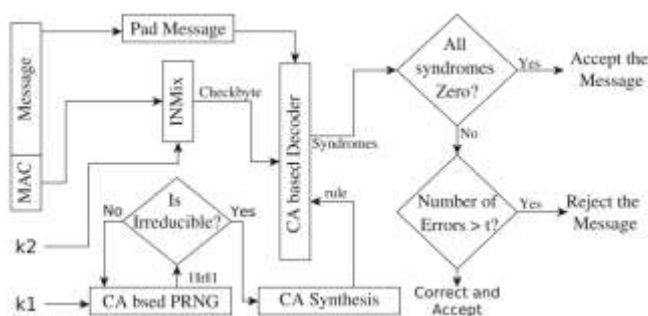 Message
MAC
Pad Message
INMix
Checkbyte
CA based Decoder
Syndromes
All
syndromes
Zero?
Yes
Accept the
Message
No
Number of
Errors > t?
Yes
Reject the
Message
Correct and
Accept
k2
k1
No
Is
Irreducible?
Yes
CA bsed PRNG
CA Synthesis
rule